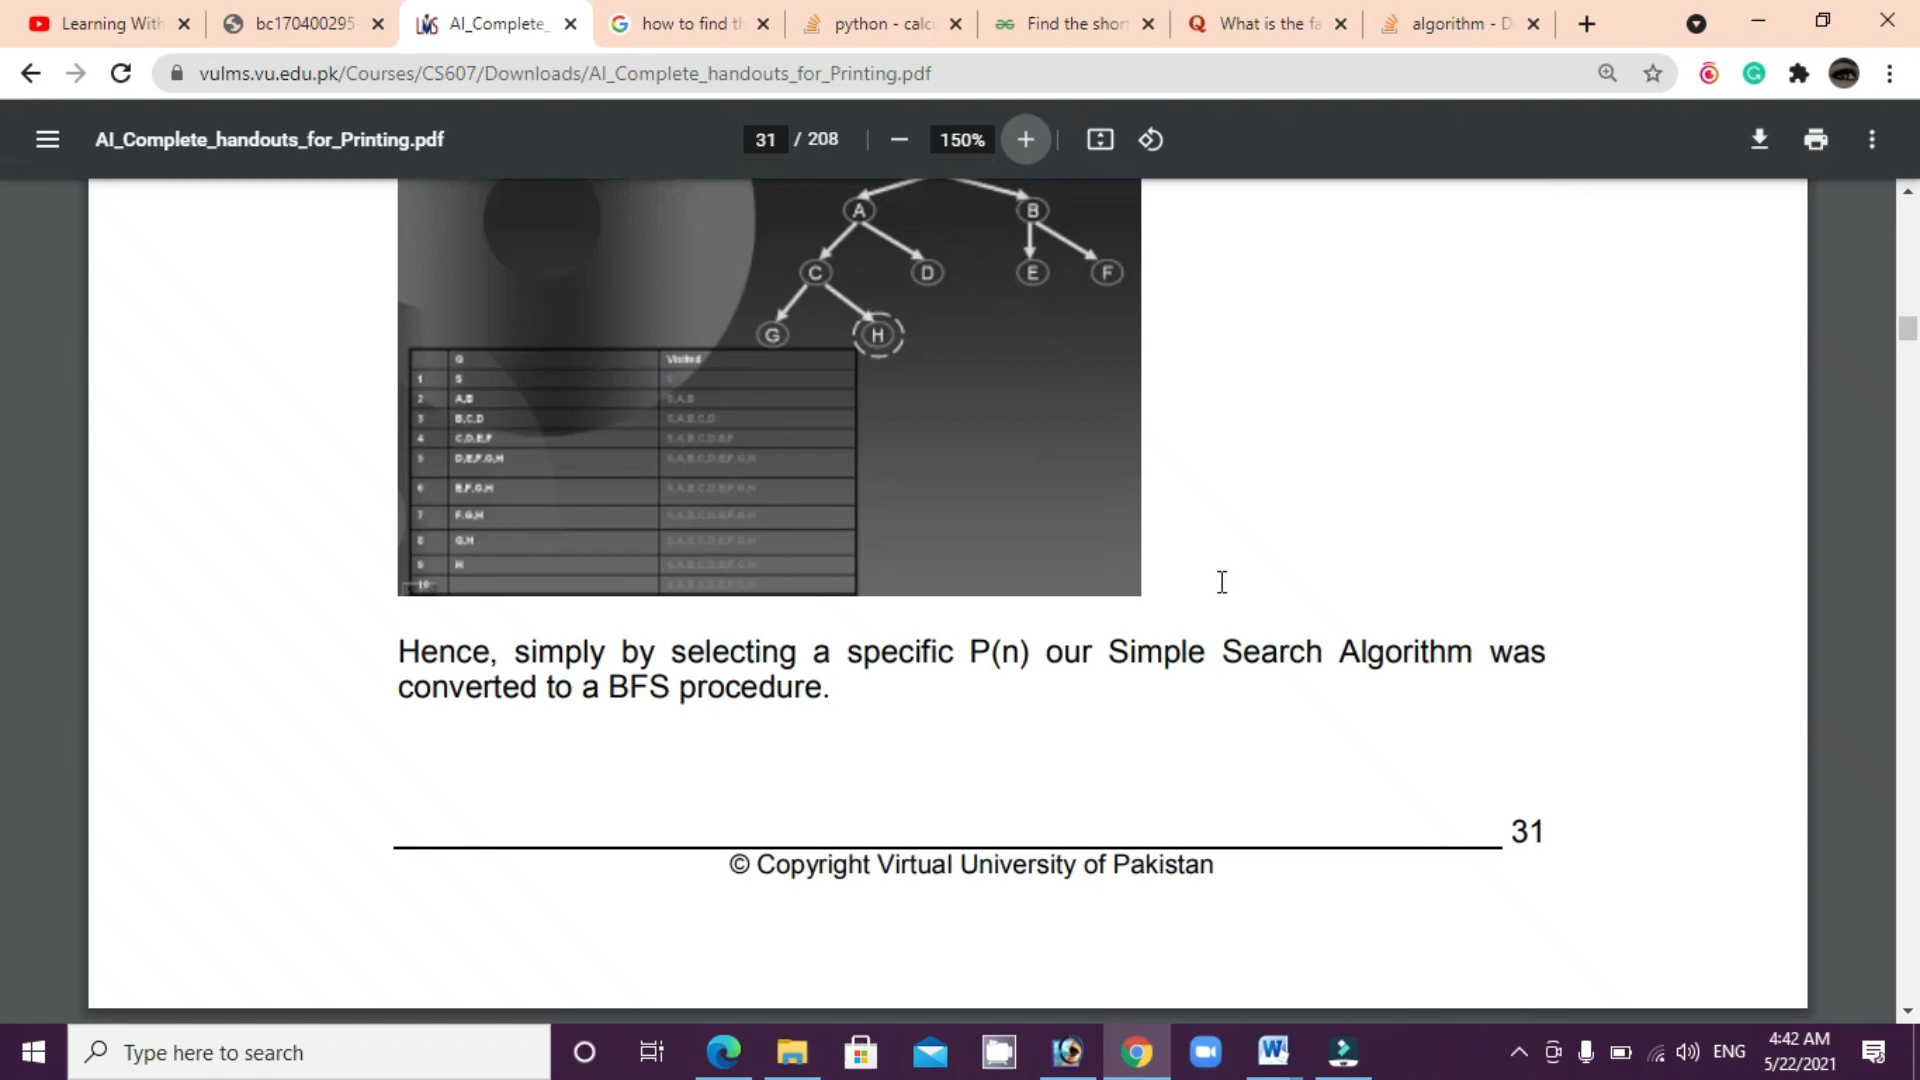 Learning With
bc170400295
AI_Complete_
how to find th
python - calcu
Find the short
What is the fa
algorithm - D
vulms.vu.edu.pk/Courses/CS607/Downloads/AI_Complete_handouts_for_Printing.pdf
AI_Complete_handouts_for_Printing.pdf
31 / 208
150%
A B
C D E F
G H
Q Visited
1 S S
2 A,B S,A,B
3 B,C,D S,A,B,C,D
4 C,D,E,F S,A,B,C,D,E,F
5 D,E,F,G,H S,A,B,C,D,E,F,G,H
6 E,F,G,H S,A,B,C,D,E,F,G,H
7 F,G,H S,A,B,C,D,E,F,G,H
8 G,H S,A,B,C,D,E,F,G,H
9 H S,A,B,C,D,E,F,G,H
10 S,A,B,C,D,E,F,G,H
Hence, simply by selecting a specific P(n) our Simple Search Algorithm was
converted to a BFS procedure.
31
© Copyright Virtual University of Pakistan
Type here to search
ENG
4:42 AM
5/22/2021